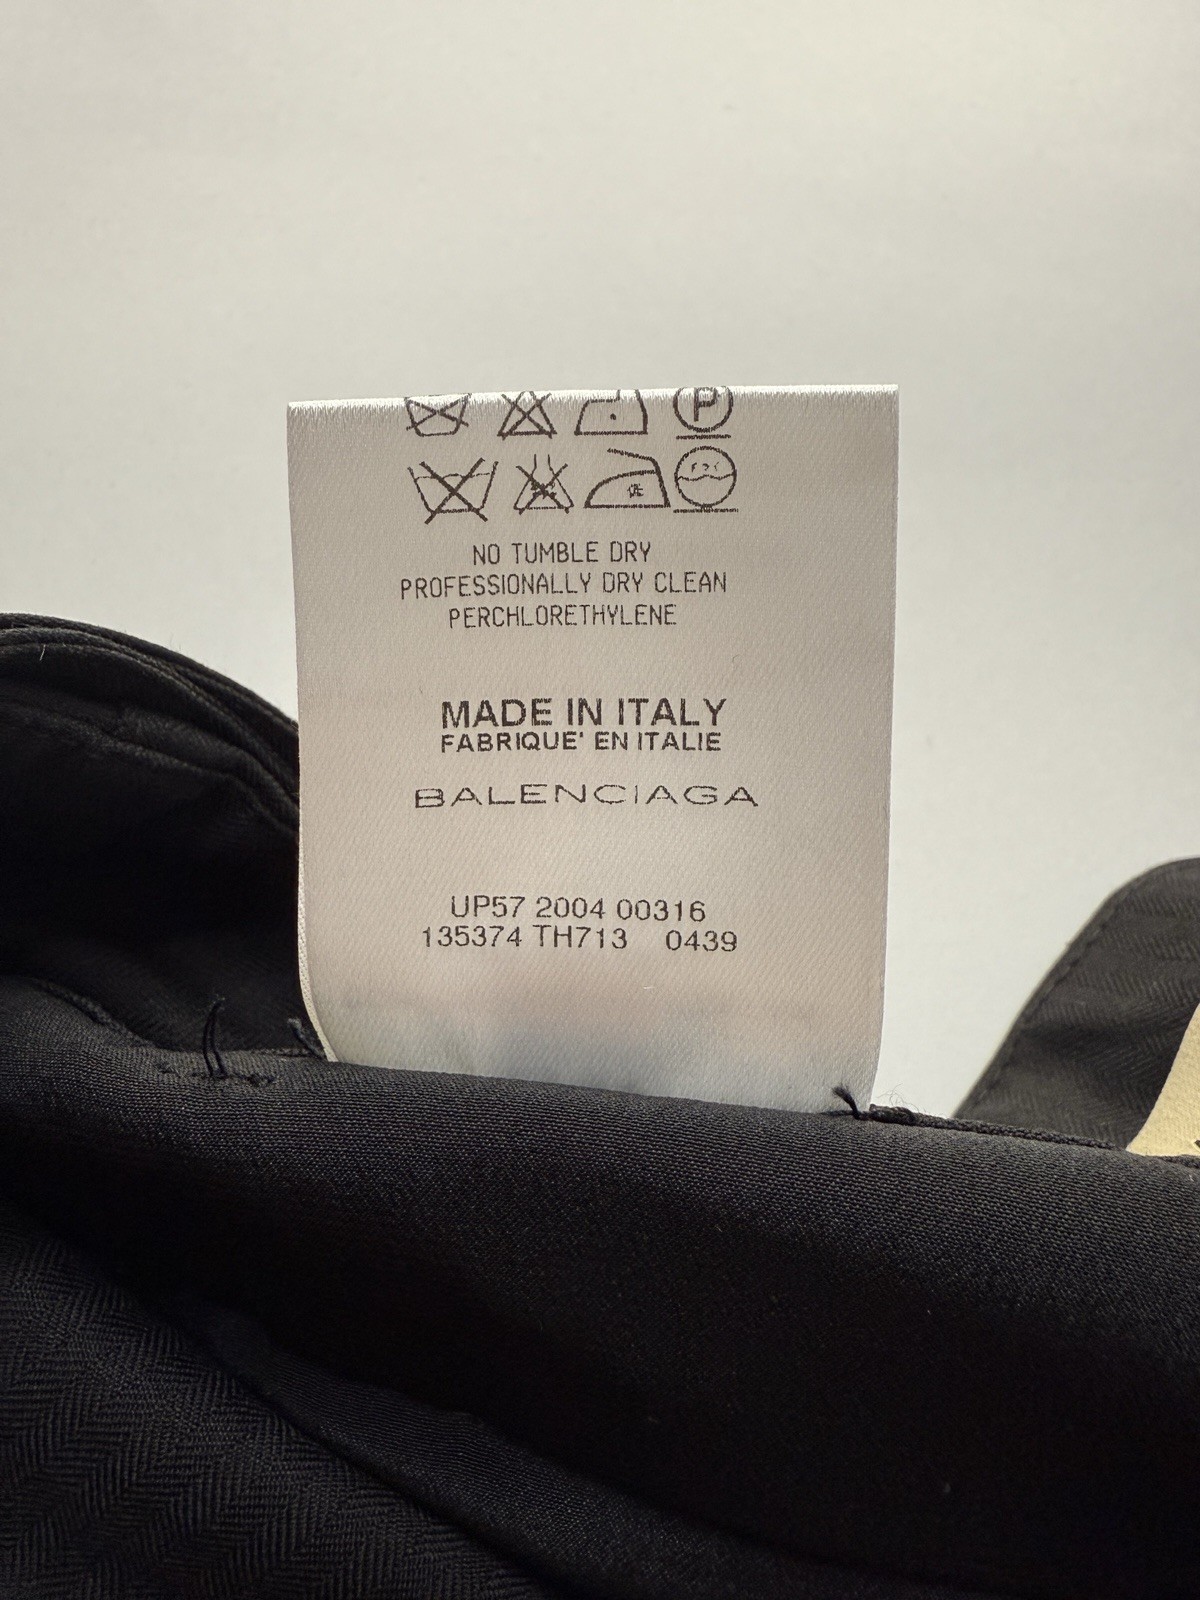 P
NO TUMBLE DRY
PROFESSIONALLY DRY CLEAN
PERCHLORETHYLENE
MADE IN ITALY
FABRIQUE' EN ITALIE
BALENCIAGA
UP57 2004 00316
135374 TH713 0439